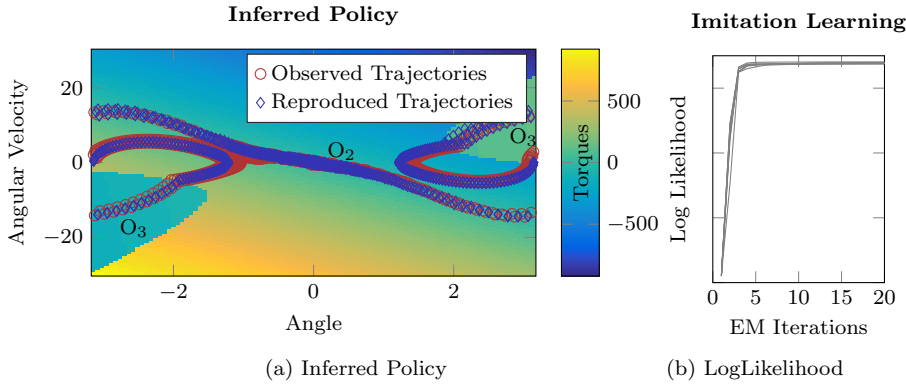 Inferred Policy
Imitation Learning
Observed Trajectories
Reproduced Trajectories
O3
O2
O3
Angular Velocity
20
0
−20
−2
0
2
Angle
Torques
500
0
−500
Log Likelihood
0
5
10
15
20
EM Iterations
(a) Inferred Policy
(b) LogLikelihood